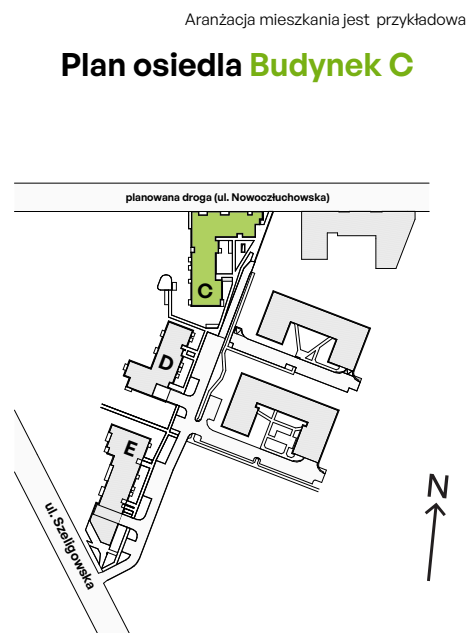 Aranżacja mieszkania jest przykładowa
Plan osiedla Budynek C
planowana droga (ul. Nowoczłuchowska)
C
D
E
ul. Szeligowska
N